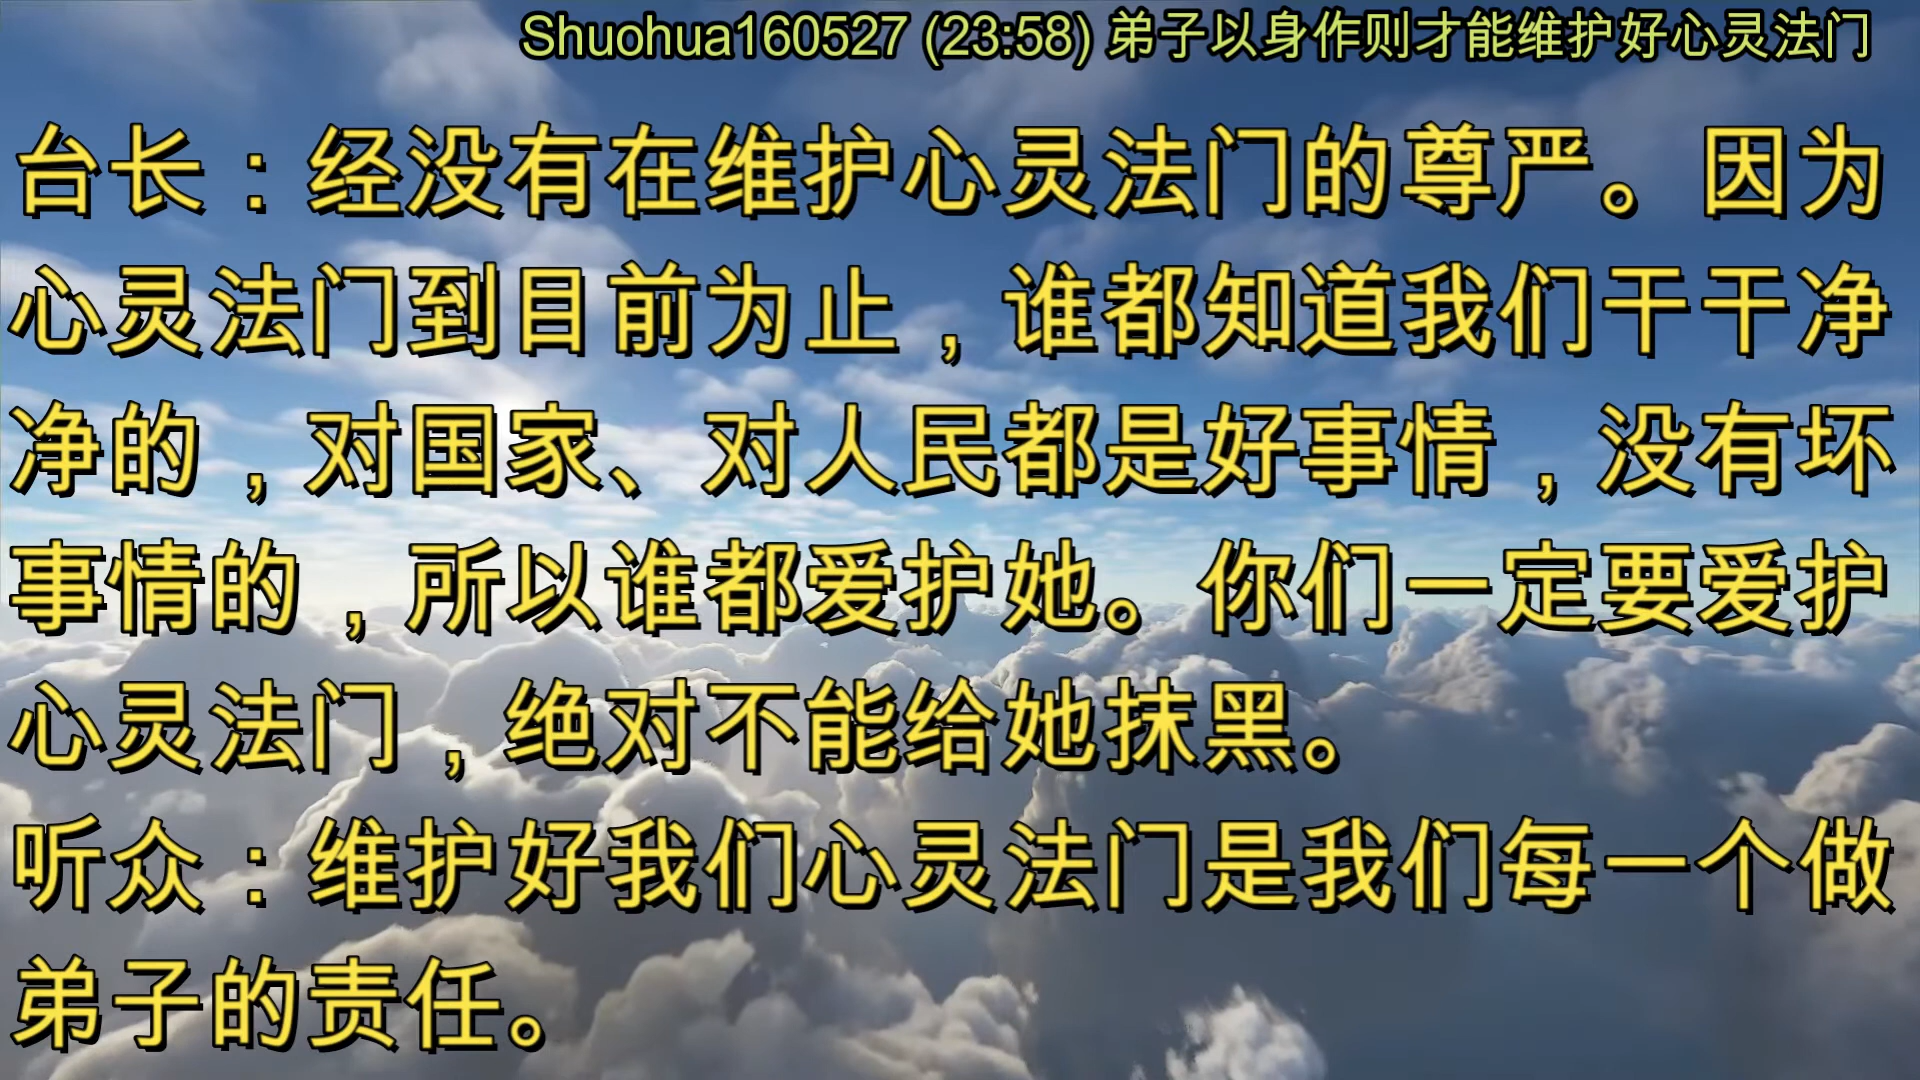 Shuohua160527 (23:58) 弟子以身作则才能维护好心灵法门
台长：经没有在维护心灵法门的尊严。因为
心灵法门到目前为止，谁都知道我们干干净
净的，对国家、对人民都是好事情，没有坏
事情的，所以谁都爱护她。你们一定要爱护
心灵法门，绝对不能给她抹黑。
听众：维护好我们心灵法门是我们每一个做
弟子的责任。